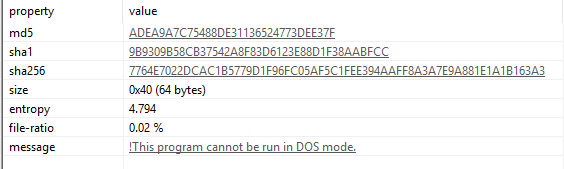 property value
md5 ADEA9A7C75488DE31136524773DEE37F
sha1 9B9309B58CB37542A8F83D6123E88D1F38AABFCC
sha256 7764E7022DCAC1B5779D1F96FC05AF5C1FEE394AAFF8A3A7E9A881E1A1B163A3
size 0x40 (64 bytes)
entropy 4.794
file-ratio 0.02 %
message !This program cannot be run in DOS mode.